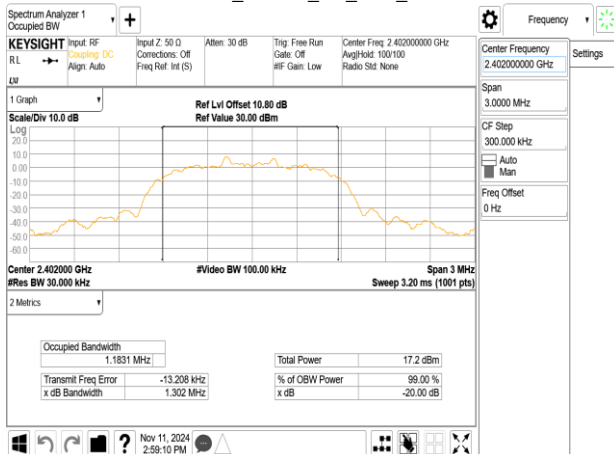 Spectrum Analyzer 1
Occupied BW
+
Frequency
KEYSIGHT
RL
LXI
Input: RF
Coupling: DC
Align: Auto
Input Z: 50 Ω
Corrections: Off
Freq Ref: Int (S)
Atten: 30 dB
Trig: Free Run
Gate: Off
#IF Gain: Low
Center Freq: 2.402000000 GHz
Avg|Hold: 100/100
Radio Std: None
Center Frequency
2.402000000 GHz
Settings
Span
3.0000 MHz
CF Step
300.000 kHz
Auto
Man
Freq Offset
0 Hz
1 Graph
Scale/Div 10.0 dB
Ref Lvl Offset 10.80 dB
Ref Value 30.00 dBm
Log
20.0
10.0
0.00
-10.0
-20.0
-30.0
-40.0
-50.0
-60.0
Center 2.402000 GHz
#Video BW 100.00 kHz
Span 3 MHz
#Res BW 30.000 kHz
Sweep 3.20 ms (1001 pts)
2 Metrics
Occupied Bandwidth
1.1831 MHz
Total Power 17.2 dBm
Transmit Freq Error -13.208 kHz
% of OBW Power 99.00 %
x dB Bandwidth 1.302 MHz
x dB -20.00 dB
?
Nov 11, 2024
2:59:10 PM